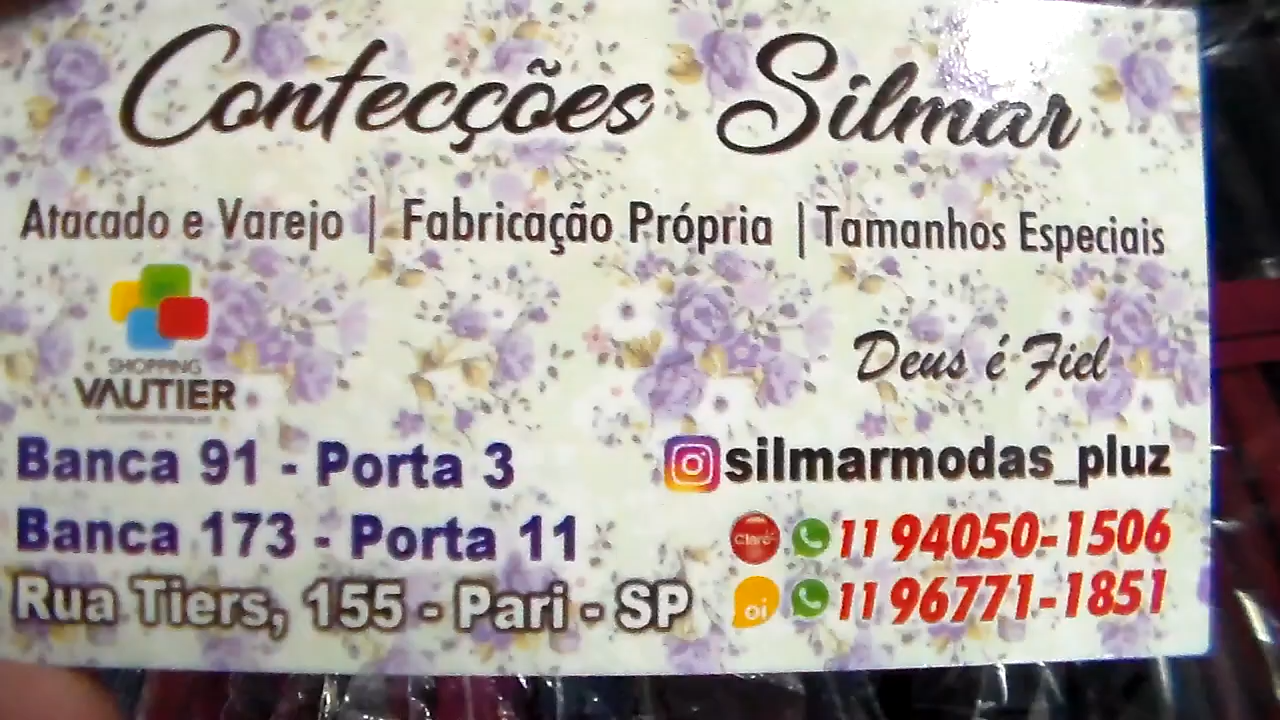 Confecções Silmar
Atacado e Varejo | Fabricação Própria | Tamanhos Especiais
SHOPPING
VAUTIER
Deus é Fiel
Banca 91 - Porta 3
silmarmodas_pluz
Banca 173 - Porta 11
Claro 11 94050-1506
Rua Tiers, 155 - Pari - SP
oi 11 96771-1851